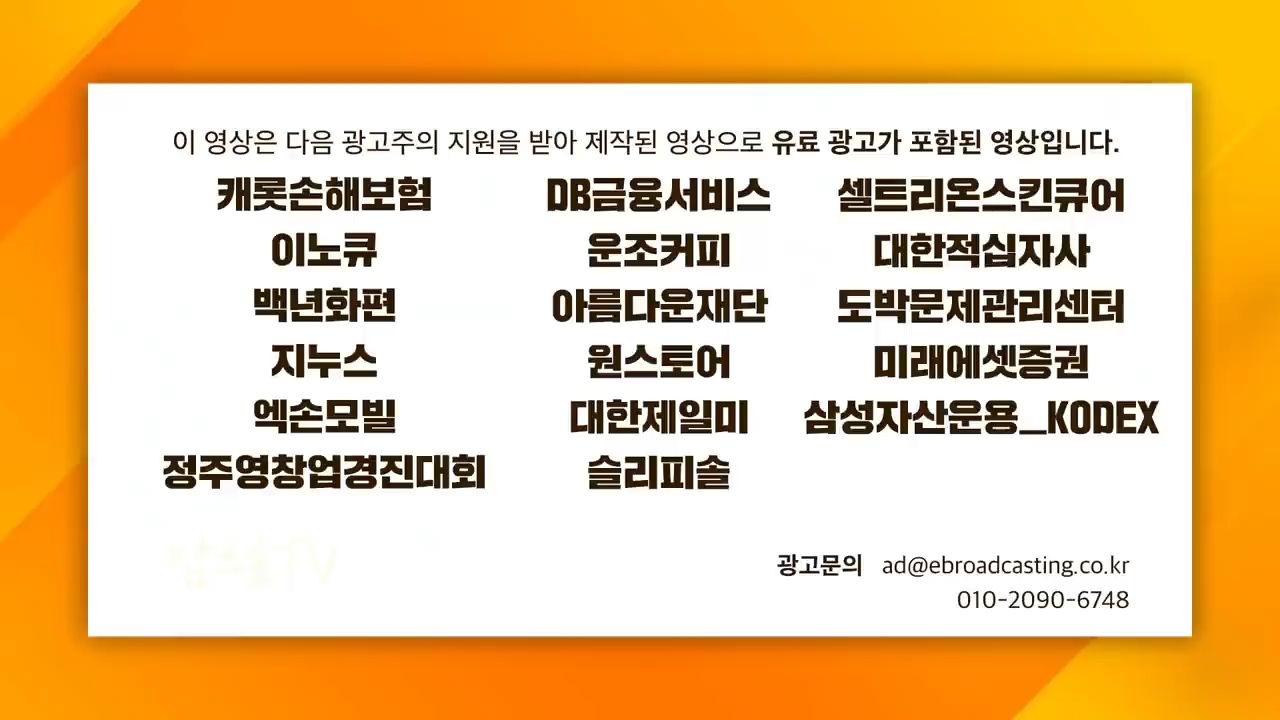 이 영상은 다음 광고주의 지원을 받아 제작된 영상으로 유료 광고가 포함된 영상입니다.
캐롯손해보험 DB금융서비스 셀트리온스킨큐어
이노큐 운조커피 대한적십자사
백년화편 아름다운재단 도박문제관리센터
지누스 원스토어 미래에셋증권
엑손모빌 대한제일미 삼성자산운용_KODEX
정주영창업경진대회 슬리피솔
광고문의 ad@ebroadcasting.co.kr
010-2090-6748